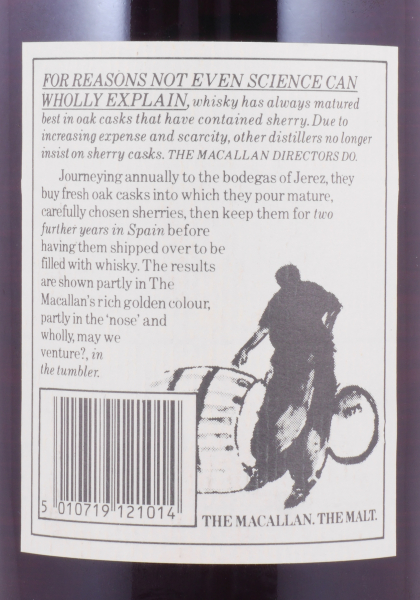 FOR REASONS NOT EVEN SCIENCE CAN
WHOLLY EXPLAIN, whisky has always matured
best in oak casks that have contained sherry. Due to
increasing expense and scarcity, other distillers no longer
insist on sherry casks. THE MACALLAN DIRECTORS DO.
Journeying annually to the bodegas of Jerez, they
buy fresh oak casks into which they pour mature,
carefully chosen sherries, then keep them for two
further years in Spain before
having them shipped over to be
filled with whisky. The results
are shown partly in The
Macallan's rich golden colour,
partly in the 'nose' and
wholly, may we
venture?, in
the tumbler.
5 010719 121014
THE MACALLAN. THE MALT.